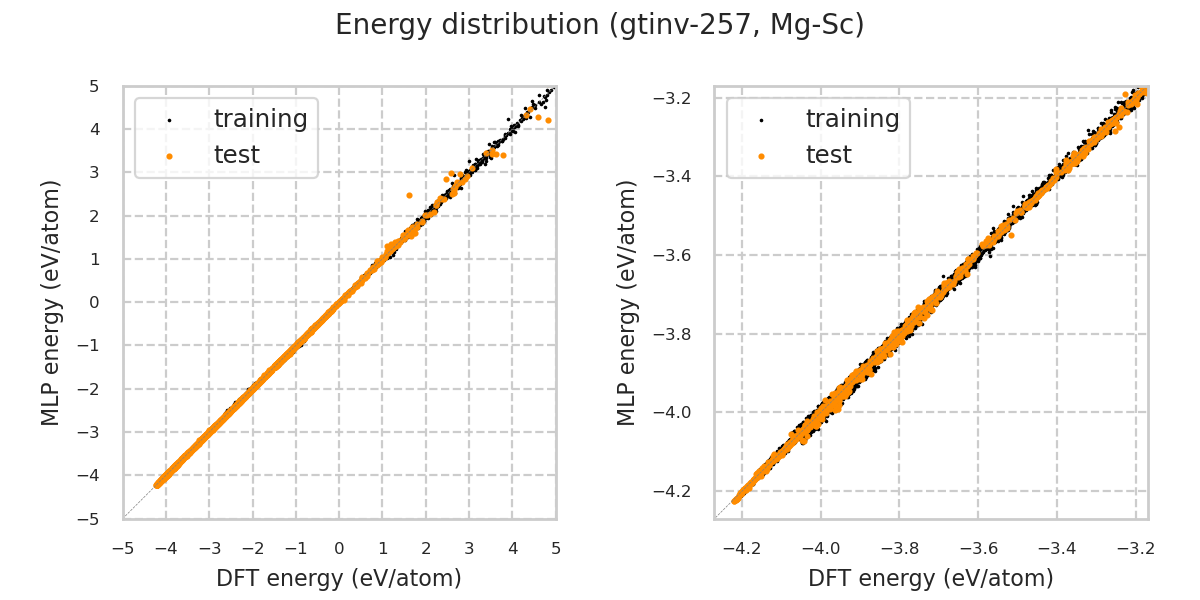 Energy distribution (gtinv-257, Mg-Sc)
training
test
5
4
3
2
1
0
−1
−2
−3
−4
−5
MLP energy (eV/atom)
−5 −4 −3 −2 −1 0 1 2 3 4 5
DFT energy (eV/atom)
training
test
−3.2
−3.4
−3.6
−3.8
−4.0
−4.2
MLP energy (eV/atom)
−4.2 −4.0 −3.8 −3.6 −3.4 −3.2
DFT energy (eV/atom)